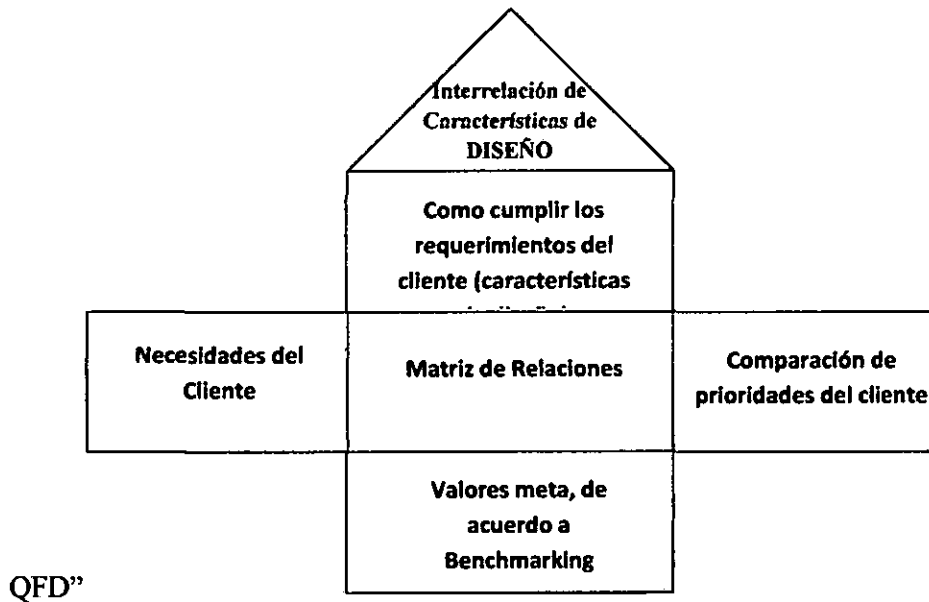 Interrelación de
Características de
DISEÑO
Como cumplir los
requerimientos del
cliente (características
Necesidades del
Cliente
Matriz de Relaciones
Comparación de
prioridades del cliente
Valores meta, de
acuerdo a
Benchmarking
QFD”